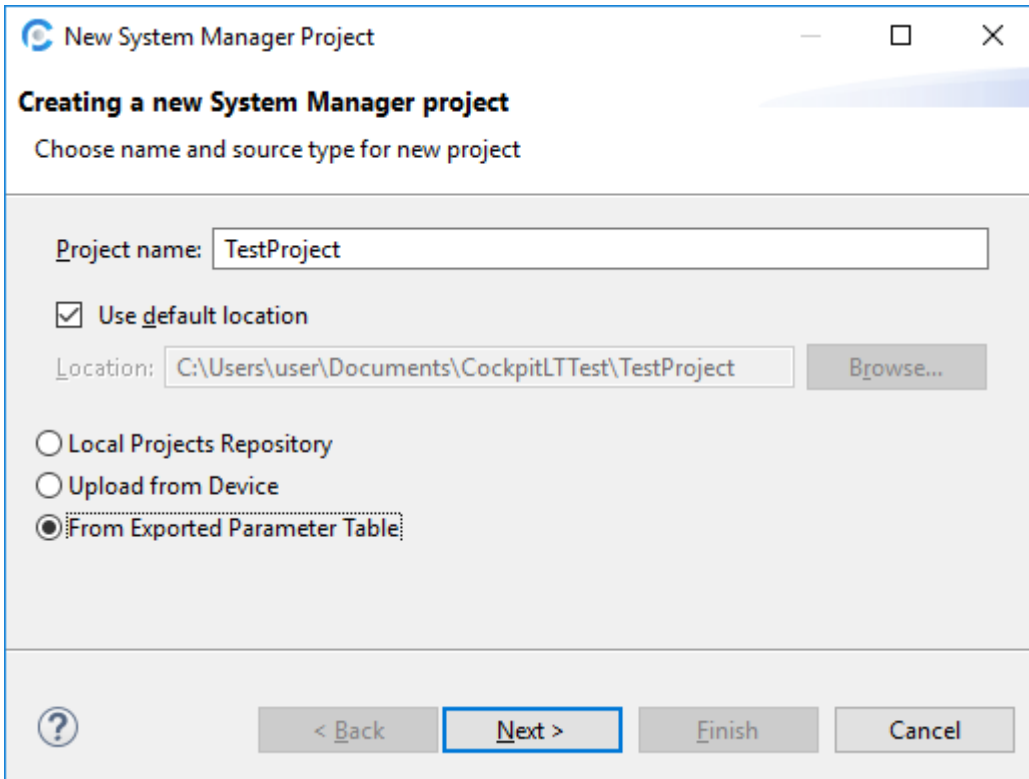 New System Manager Project
Creating a new System Manager project
Choose name and source type for new project
Project name: TestProject
Use default location
Location: C:\Users\user\Documents\CockpitLTTest\TestProject Browse...
Local Projects Repository
Upload from Device
From Exported Parameter Table
? < Back Next > Finish Cancel